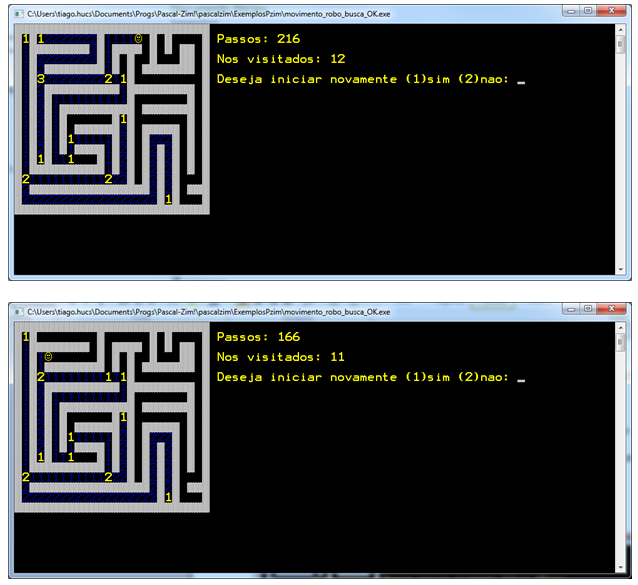 C:\Users\tiago.hucs\Documents\Progs\Pascal-Zim!\pascalzim\ExemplosPzim\movimento_robo_busca_OK.exe
1 1 Passos: 216
Nos visitados: 12
3 2 1 Deseja iniciar novamente (1)sim (2)nao: _
1
1
1 1
2 2
1
C:\Users\tiago.hucs\Documents\Progs\Pascal-Zim!\pascalzim\ExemplosPzim\movimento_robo_busca_OK.exe
1 Passos: 166
Nos visitados: 11
2 1 1 Deseja iniciar novamente (1)sim (2)nao: _
1
1
1 1
2 2
1